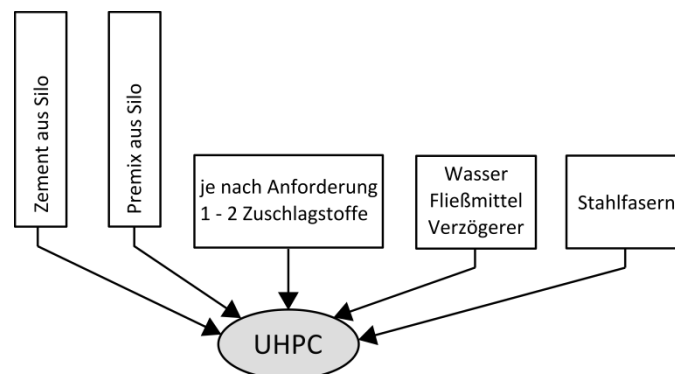 Zement aus Silo
Premix aus Silo
je nach Anforderung
1 - 2 Zuschlagstoffe
Wasser
Fließmittel
Verzögerer
Stahlfasern
UHPC